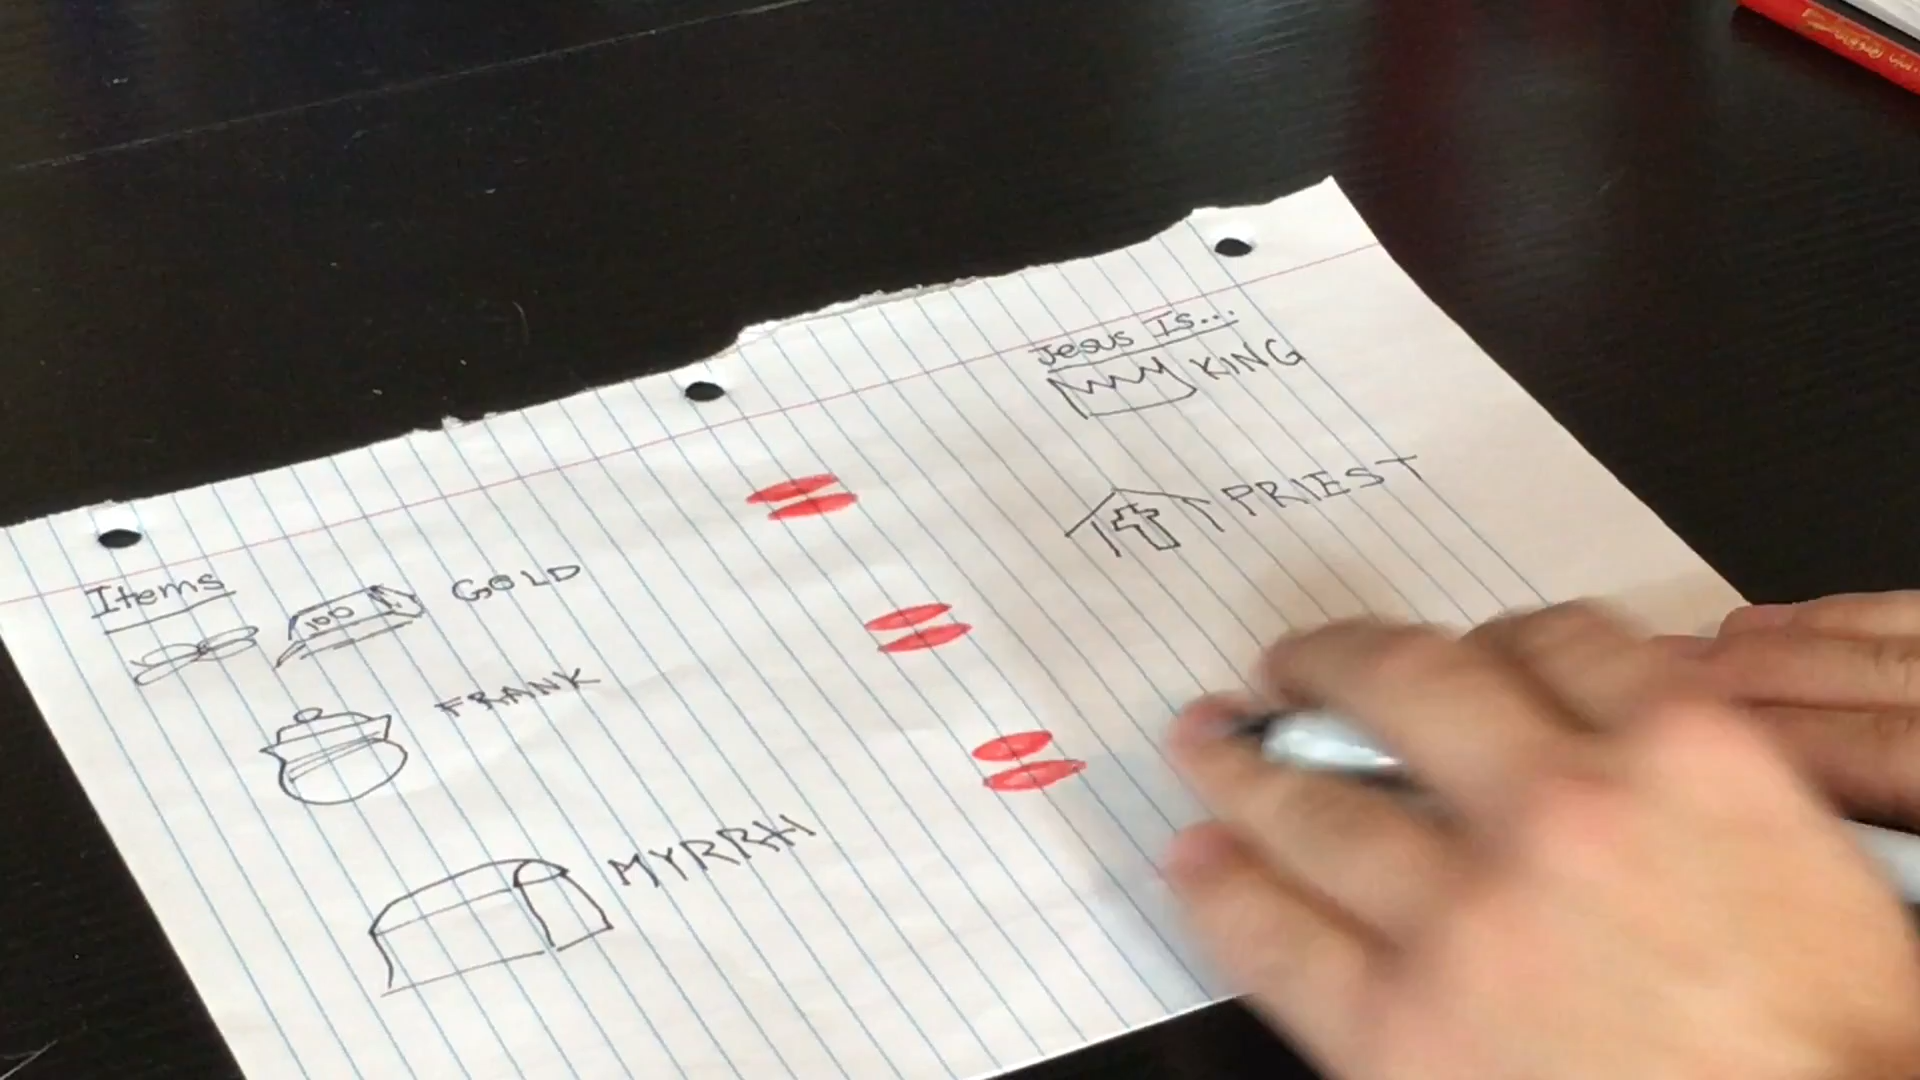 Jesus Is...
KING
PRIEST
Items
100
GOLD
FRANK
MYRRH